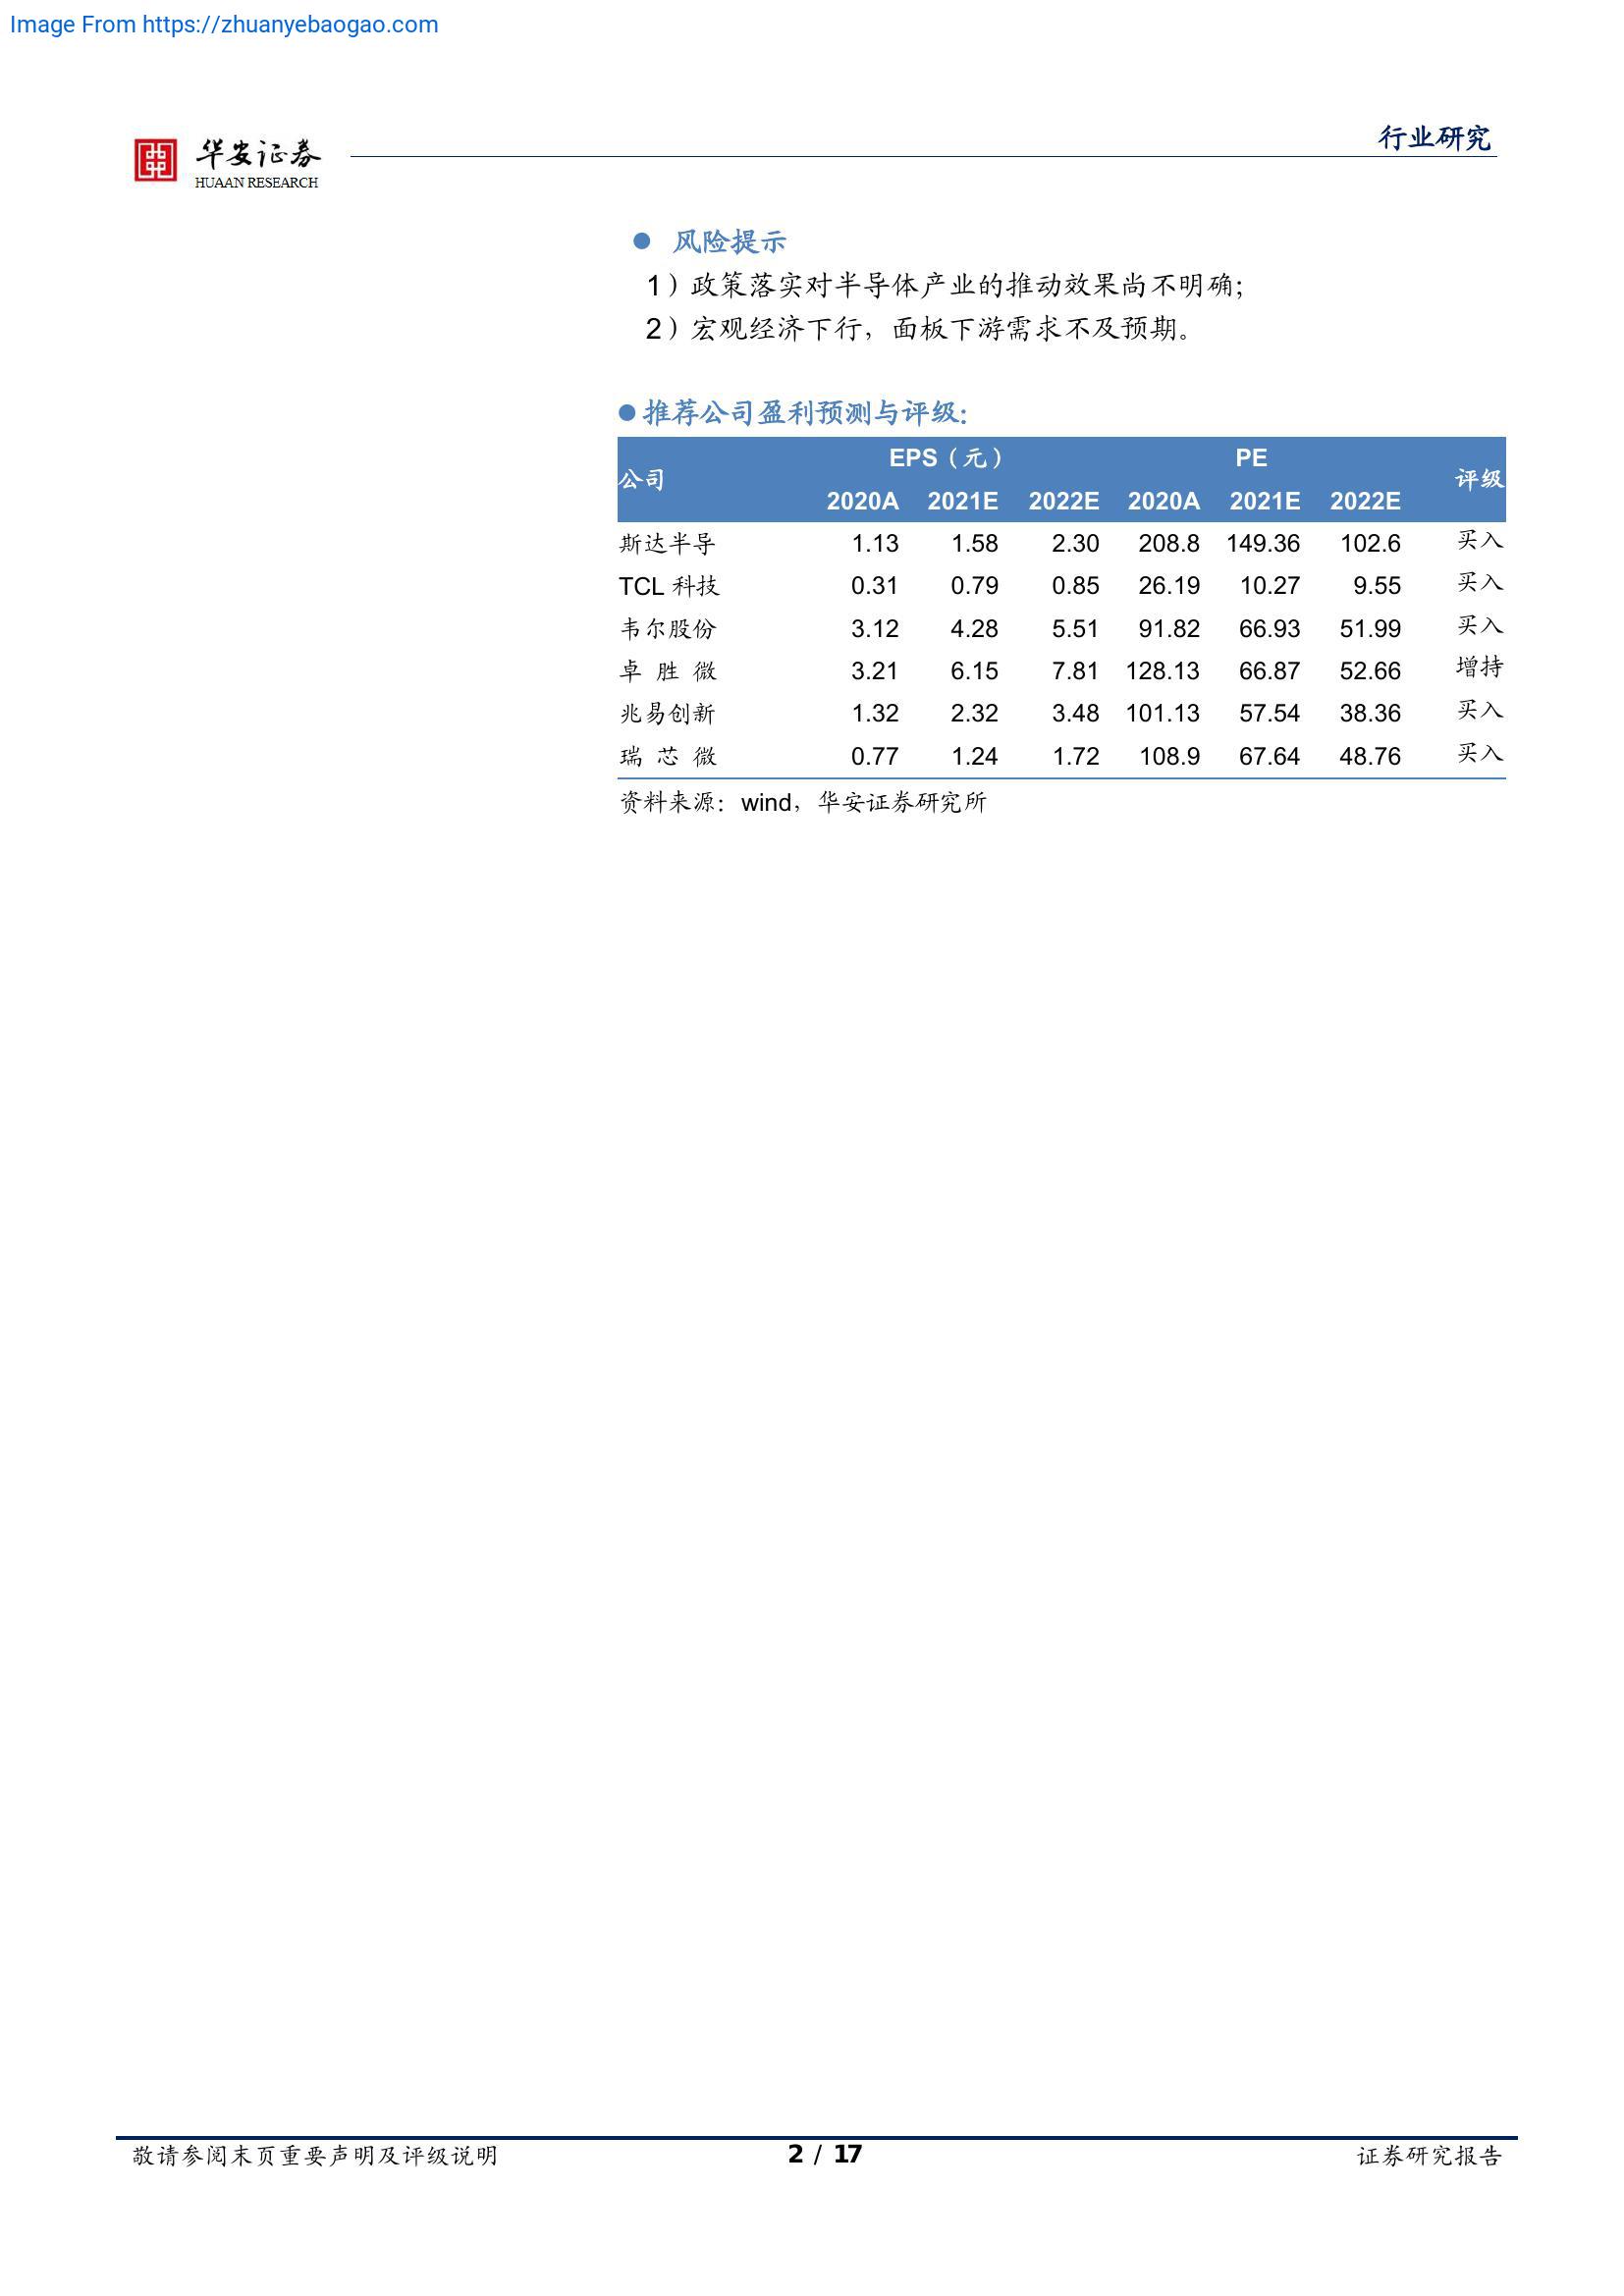 Image From https://zhuanyebaogao.com
华安证券
HUAAN RESEARCH
行业研究
● 风险提示
1）政策落实对半导体产业的推动效果尚不明确；
2）宏观经济下行，面板下游需求不及预期。
●推荐公司盈利预测与评级：
公司 EPS（元） PE 评级
2020A 2021E 2022E 2020A 2021E 2022E
斯达半导 1.13 1.58 2.30 208.8 149.36 102.6 买入
TCL 科技 0.31 0.79 0.85 26.19 10.27 9.55 买入
韦尔股份 3.12 4.28 5.51 91.82 66.93 51.99 买入
卓 胜 微 3.21 6.15 7.81 128.13 66.87 52.66 增持
兆易创新 1.32 2.32 3.48 101.13 57.54 38.36 买入
瑞 芯 微 0.77 1.24 1.72 108.9 67.64 48.76 买入
资料来源：wind，华安证券研究所
敬请参阅末页重要声明及评级说明 2 / 17 证券研究报告